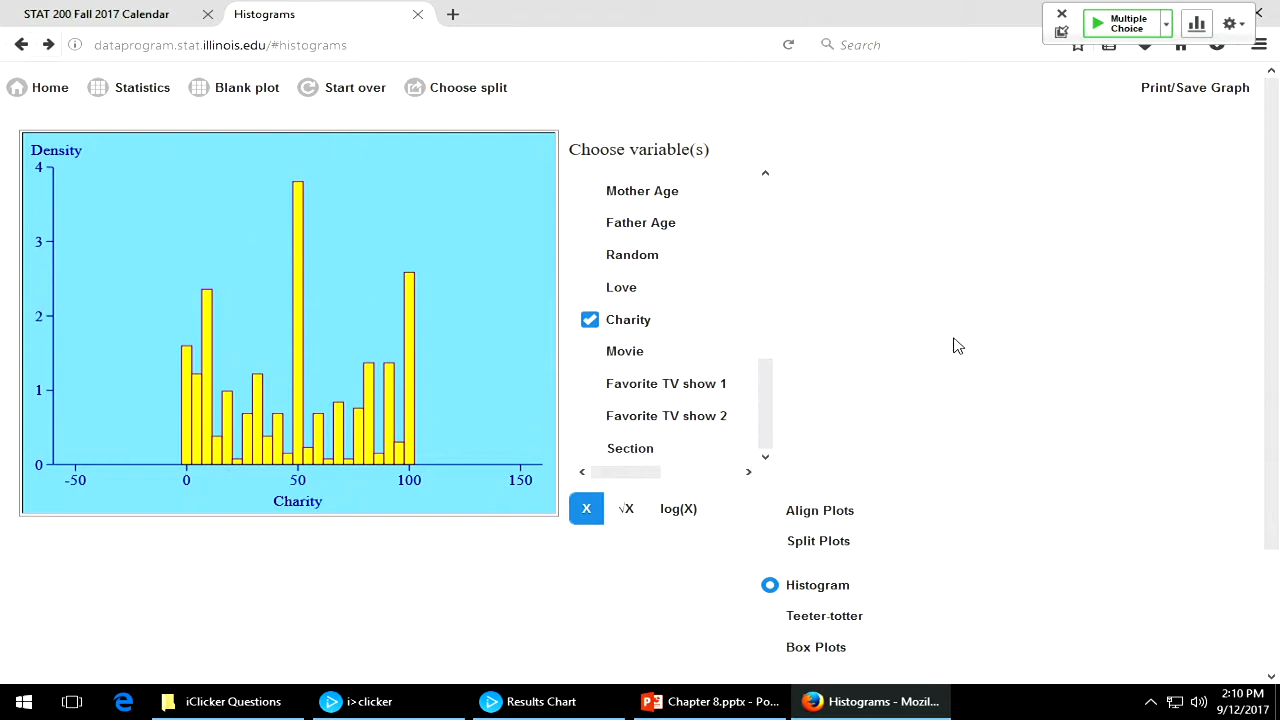 STAT 200 Fall 2017 Calendar
Histograms
Multiple
Choice
dataprogram.stat.illinois.edu/#histograms
Search
Home
Statistics
Blank plot
Start over
Choose split
Print/Save Graph
Density
4
3
2
1
0
-50
0
50
100
150
Charity
Choose variable(s)
Mother Age
Father Age
Random
Love
Charity
Movie
Favorite TV show 1
Favorite TV show 2
Section
X
√X
log(X)
Align Plots
Split Plots
Histogram
Teeter-totter
Box Plots
iClicker Questions
i>clicker
Results Chart
Chapter 8.pptx - Po...
Histograms - Mozil...
2:10 PM
9/12/2017